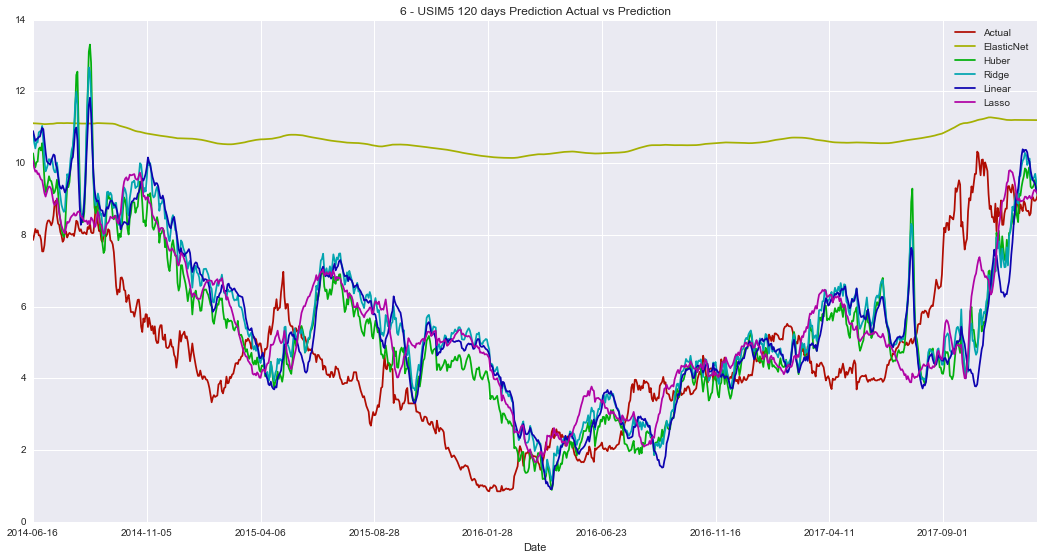 6 - USIM5 120 days Prediction Actual vs Prediction
14
12
10
8
6
4
2
0
Actual
ElasticNet
Huber
Ridge
Linear
Lasso
2014-06-16 2014-11-05 2015-04-06 2015-08-28 2016-01-28 2016-06-23 2016-11-16 2017-04-11 2017-09-01
Date